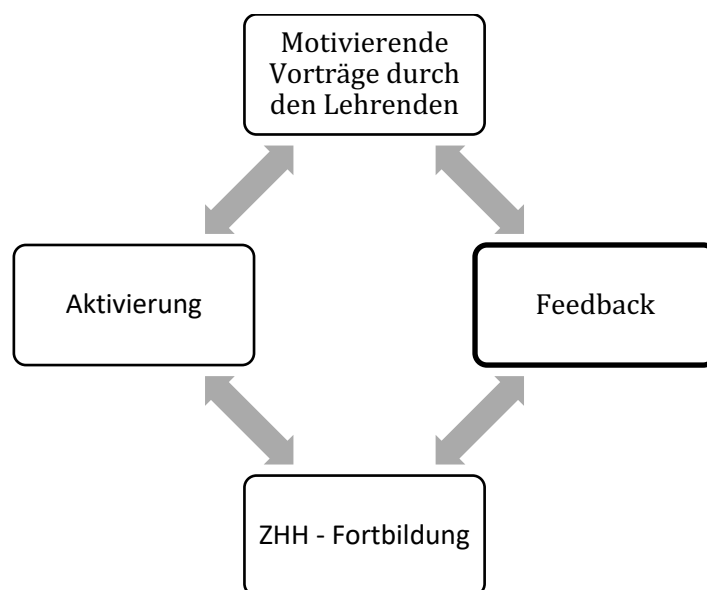 Motivierende
Vorträge durch
den Lehrenden
Aktivierung
Feedback
ZHH - Fortbildung